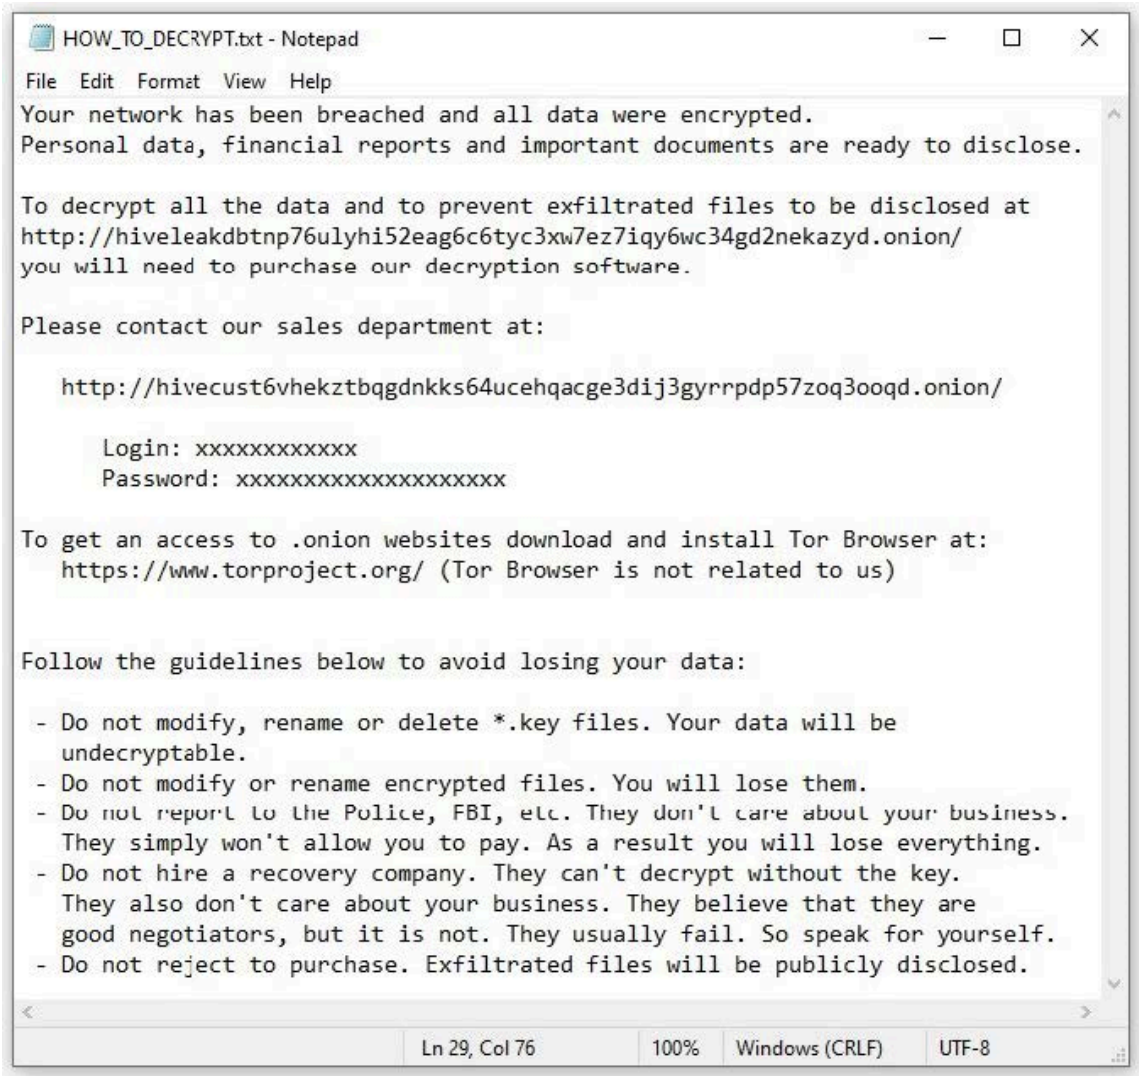 HOW_TO_DECRYPT.txt - Notepad
File Edit Format View Help
Your network has been breached and all data were encrypted.
Personal data, financial reports and important documents are ready to disclose.
To decrypt all the data and to prevent exfiltrated files to be disclosed at
http://hiveleakdbtnp76ulyhi52eag6c6tyc3xw7ez7iqy6wc34gd2nekazyd.onion/
you will need to purchase our decryption software.
Please contact our sales department at:
http://hivecust6vhekztbqgdnkks64ucehqacge3dij3gyrrpdp57zoq3ooqd.onion/
Login: xxxxxxxxxxxx
Password: xxxxxxxxxxxxxxxxxxxx
To get an access to .onion websites download and install Tor Browser at:
https://www.torproject.org/ (Tor Browser is not related to us)
Follow the guidelines below to avoid losing your data:
- Do not modify, rename or delete *.key files. Your data will be
undecryptable.
- Do not modify or rename encrypted files. You will lose them.
- Do not report to the Police, FBI, etc. They don't care about your business.
They simply won't allow you to pay. As a result you will lose everything.
- Do not hire a recovery company. They can't decrypt without the key.
They also don't care about your business. They believe that they are
good negotiators, but it is not. They usually fail. So speak for yourself.
- Do not reject to purchase. Exfiltrated files will be publicly disclosed.
Ln 29, Col 76 100% Windows (CRLF) UTF-8